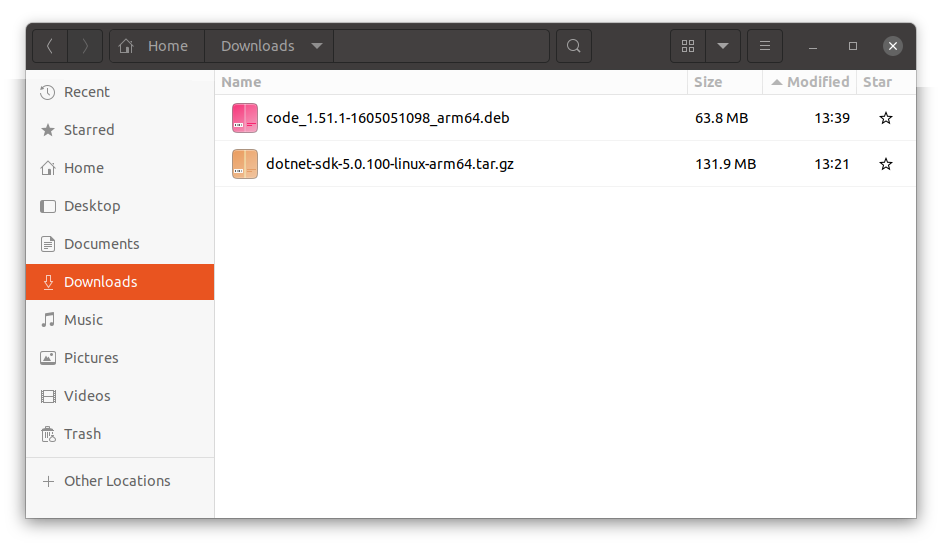 Home Downloads
Name Size Modified Star
code_1.51.1-1605051098_arm64.deb 63.8 MB 13:39
dotnet-sdk-5.0.100-linux-arm64.tar.gz 131.9 MB 13:21
Recent
Starred
Home
Desktop
Documents
Downloads
Music
Pictures
Videos
Trash
Other Locations